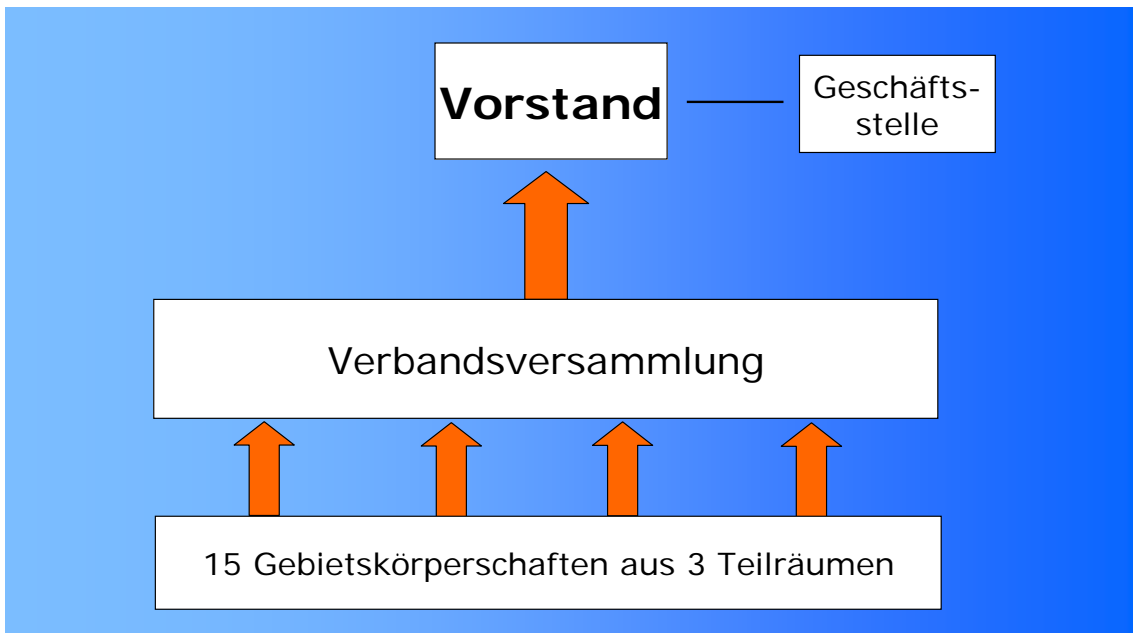 Vorstand
Geschäfts-
stelle
Verbandsversammlung
15 Gebietskörperschaften aus 3 Teilräumen